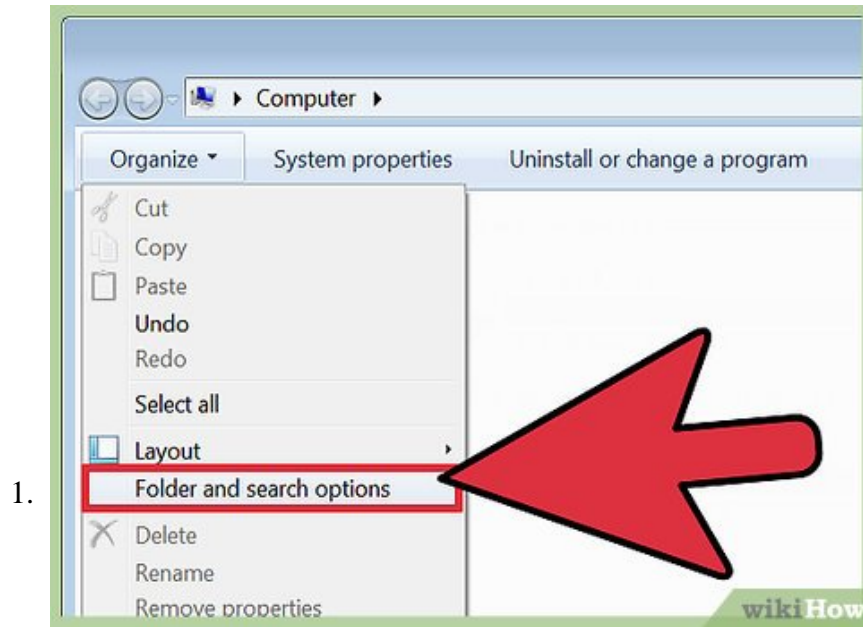 Computer
Organize System properties Uninstall or change a program
Cut
Copy
Paste
Undo
Redo
Select all
Layout
1. Folder and search options
Delete
Rename
Remove properties
wikiHow